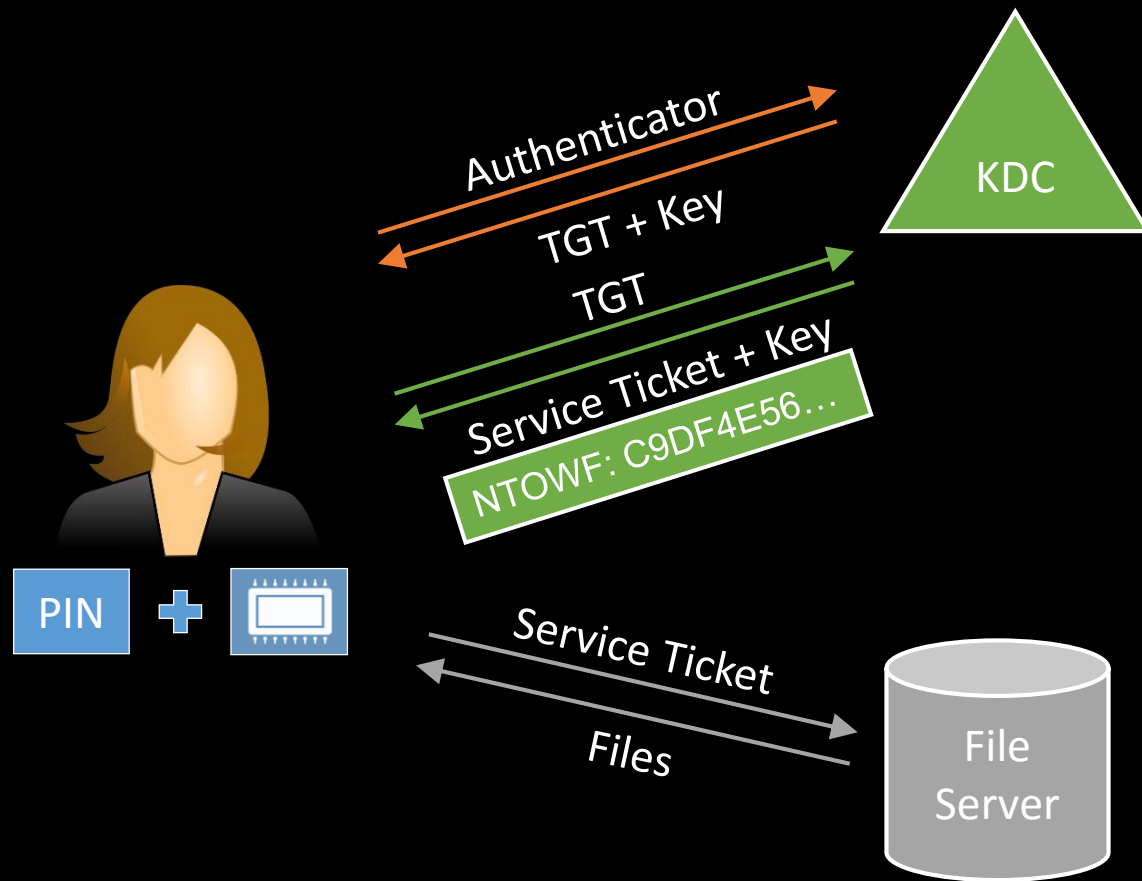 Authenticator
KDC
TGT + Key
TGT
Service Ticket + Key
NTOWF: C9DF4E56...
PIN
Service Ticket
Files
File
Server